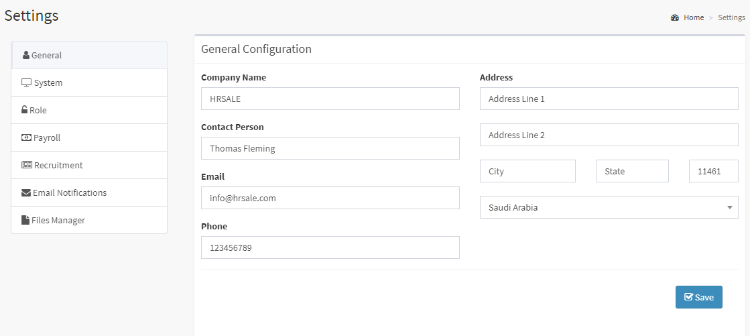 Settings
Home > Settings
General
System
Role
Payroll
Recruitment
Email Notifications
Files Manager
General Configuration
Company Name
HRSALE
Contact Person
Thomas Fleming
Email
info@hrsale.com
Phone
123456789
Address
Address Line 1
Address Line 2
City State 11461
Saudi Arabia
Save